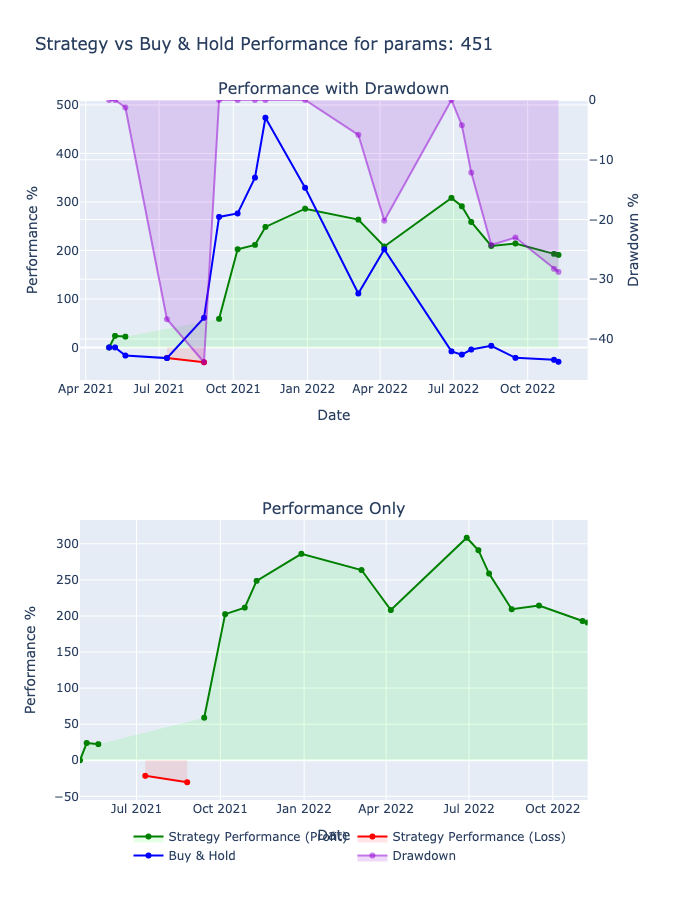 Strategy vs Buy & Hold Performance for params: 451
Performance with Drawdown
500
400
300
200
100
0
Performance %
0
−10
−20
−30
−40
Drawdown %
Apr 2021 Jul 2021 Oct 2021 Jan 2022 Apr 2022 Jul 2022 Oct 2022
Date
Performance Only
300
250
200
150
100
50
0
−50
Performance %
Jul 2021 Oct 2021 Jan 2022 Apr 2022 Jul 2022 Oct 2022
Date
Strategy Performance (Profit) Strategy Performance (Loss)
Buy & Hold Drawdown